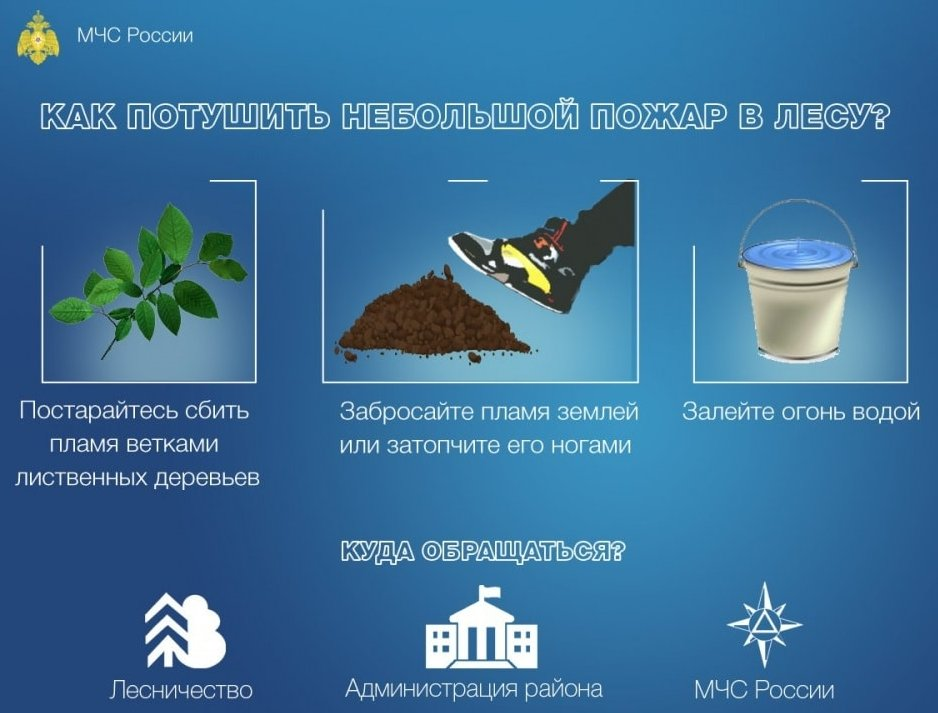 МЧС России
КАК ПОТУШИТЬ НЕБОЛЬШОЙ ПОЖАР В ЛЕСУ?
Постарайтесь сбить
пламя ветками
лиственных деревьев
Забросайте пламя землей
или затопчите его ногами
Залейте огонь водой
КУДА ОБРАЩАТЬСЯ?
Лесничество
Администрация района
МЧС России